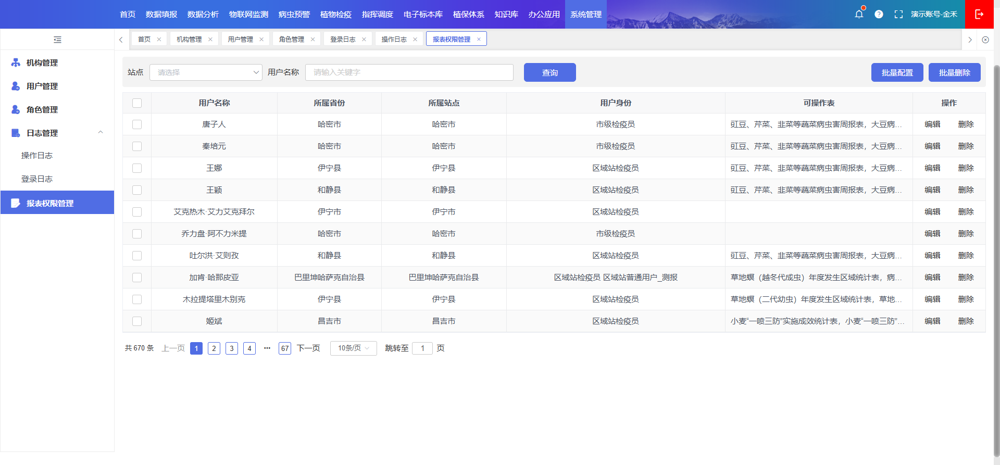 首页 数据填报 数据分析 物联网监测 病虫预警 植物检疫 指挥调度 电子标本库 植保体系 知识库 办公应用 系统管理 演示账号-金禾
首页 机构管理 用户管理 角色管理 登录日志 操作日志 报表权限管理
机构管理
用户管理
角色管理
日志管理
操作日志
登录日志
报表权限管理
站点 请选择 用户名称 请输入关键字 查询 批量配置 批量删除
用户名称 所属省份 所属站点 用户身份 可操作表 操作
唐子人 哈密市 哈密市 市级检疫员 豇豆、芹菜、韭菜等蔬菜病虫害周报表，大豆病... 编辑 删除
秦培元 哈密市 哈密市 市级检疫员 豇豆、芹菜、韭菜等蔬菜病虫害周报表，大豆病... 编辑 删除
王娜 伊宁县 伊宁县 区域站检疫员 豇豆、芹菜、韭菜等蔬菜病虫害周报表，大豆病... 编辑 删除
王颖 和静县 和静县 区域站检疫员 豇豆、芹菜、韭菜等蔬菜病虫害周报表，大豆病... 编辑 删除
艾克热木·艾力艾克拜尔 伊宁市 伊宁市 区域站检疫员 编辑 删除
乔力盘·阿不力米提 哈密市 哈密市 市级检疫员 编辑 删除
吐尔洪·艾则孜 和静县 和静县 区域站检疫员 豇豆、芹菜、韭菜等蔬菜病虫害周报表，大豆病... 编辑 删除
加肯·哈那皮亚 巴里坤哈萨克自治县 巴里坤哈萨克自治县 区域站检疫员 区域站普通用户_测报 草地螟（越冬代成虫）年度发生区域统计表，病... 编辑 删除
木拉提塔里木别克 伊宁县 伊宁县 区域站检疫员 草地螟（二代幼虫）年度发生区域统计表，草地... 编辑 删除
姬斌 昌吉市 昌吉市 区域站检疫员 小麦“一喷三防”实施成效统计表，小麦“一喷三防”... 编辑 删除
共 670 条 上一页 1 2 3 4 ··· 67 下一页 10条/页 跳转至 1 页